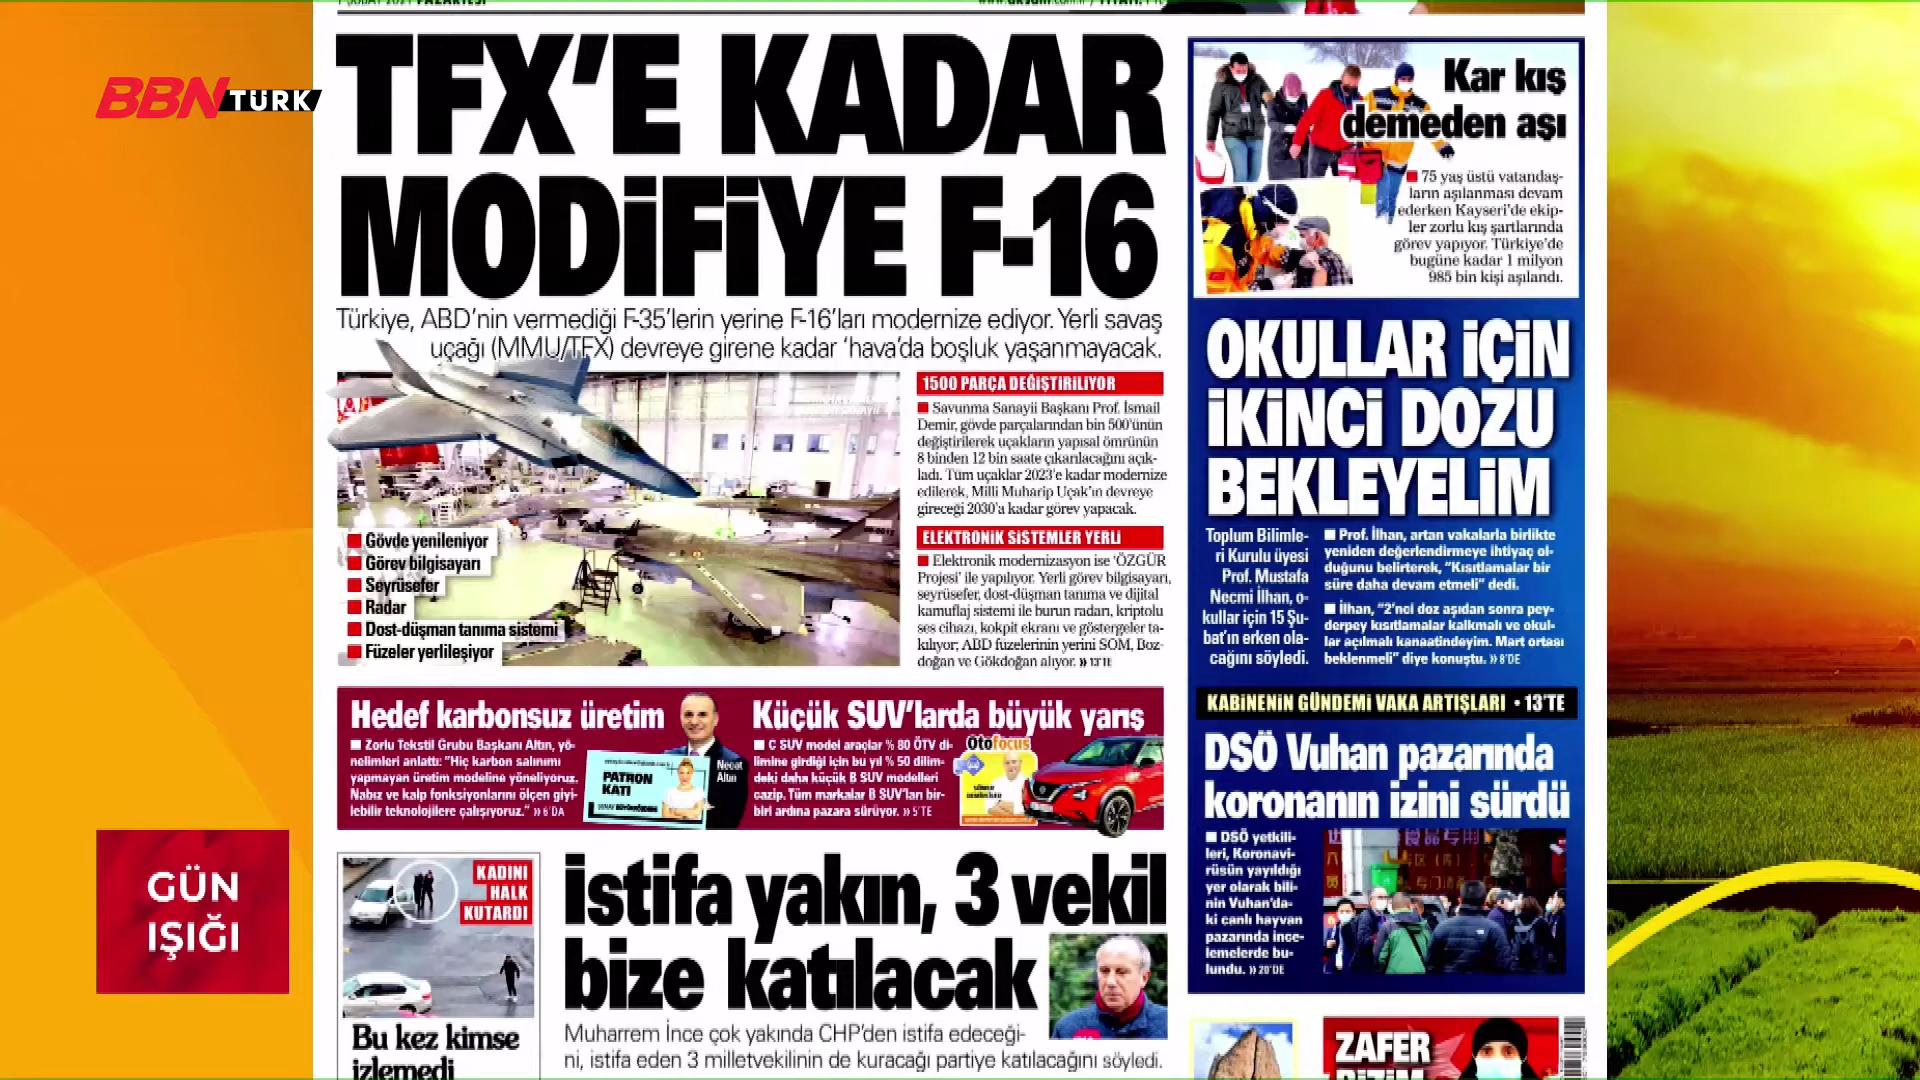 BBN TURK
ŞUBAT 2021 PAZARTESİ
TFX'E KADAR
MODİFİYE F-16
Türkiye, ABD'nin vermediği F-35'lerin yerine F-16'ları modernize ediyor. Yerli savaş
uçağı (MMU/TFX) devreye girene kadar 'hava'da boşluk yaşanmayacak.
Gövde yenileniyor
Görev bilgisayarı
Seyrüsefer
Radar
Dost-düşman tanıma sistemi
Füzeler yerlileşiyor
1500 PARÇA DEĞİŞTİRİLİYOR
Savunma Sanayii Başkanı Prof. İsmail
Demir, gövde parçalarından bin 500'ünün
değiştirilerek uçakların yapısal ömrünün
8 binden 12 bin saate çıkarılacağını açık-
ladı. Tüm uçaklar 2023'e kadar modernize
edilerek, Milli Muharip Uçak'ın devreye
gireceği 2030'a kadar görev yapacak.
ELEKTRONİK SİSTEMLER YERLİ
Elektronik modernizasyon ise 'ÖZGÜR
Projesi' ile yapılıyor. Yerli görev bilgisayarı,
seyrüsefer, dost-düşman tanıma ve dijital
kamuflaj sistemi ile burun radarı, kriptolu
ses cihazı, kokpit ekranı ve göstergeler ta-
kılıyor; ABD füzelerinin yerini SOM, Boz-
doğan ve Gökdoğan alıyor. » 13'TE
Hedef karbonsuz üretim
Zorlu Tekstil Grubu Başkanı Altın, yö-
nelimleri anlattı: "Hiç karbon salınımı
yapmayan üretim modeline yöneliyoruz.
Nabız ve kalp fonksiyonlarını ölçen giyi-
lebilir teknolojilere çalışıyoruz." » 6'DA
PATRON
KATI
Necat
Altın
Küçük SUV'larda büyük yarış
C SUV model araçlar % 80 ÖTV di-
limine girdiği için bu yıl % 50 dilim-
deki daha küçük B SUV modelleri
cazip. Tüm markalar B SUV'ları bir-
biri ardına pazara sürüyor. » 5'TE
Otofocus
KADINI
HALK
KUTARDI
Bu kez kimse
izlemedi
İstifa yakın, 3 vekil
bize katılacak
Muharrem İnce çok yakında CHP'den istifa edeceği-
ni, istifa eden 3 milletvekilinin de kuracağı partiye katılacağını söyledi.
Kar kış
demeden aşı
75 yaş üstü vatandaş-
ların aşılanması devam
ederken Kayseri'de ekip-
ler zorlu kış şartlarında
görev yapıyor. Türkiye'de
bugüne kadar 1 milyon
985 bin kişi aşılandı.
OKULLAR İÇİN
İKİNCİ DOZU
BEKLEYELİM
Toplum Bilimle-
ri Kurulu üyesi
Prof. Mustafa
Necmi İlhan, o-
kullar için 15 Şu-
bat'ın erken ola-
cağını söyledi.
Prof. İlhan, artan vakalarla birlikte
yeniden değerlendirmeye ihtiyaç ol-
duğunu belirterek, "Kısıtlamalar bir
süre daha devam etmeli" dedi.
İlhan, "2'nci doz aşıdan sonra pey-
derpey kısıtlamalar kalkmalı ve okul-
lar açılmalı kanaatindeyim. Mart ortası
beklenmeli" diye konuştu. » 8'DE
KABİNENİN GÜNDEMİ VAKA ARTIŞLARI • 13'TE
DSÖ Vuhan pazarında
koronanın izini sürdü
DSÖ yetkili-
leri, Koronavi-
rüsün yayıldığı
yer olarak bili-
nin Vuhan'da-
ki canlı hayvan
pazarında ince-
lemelerde bu-
lundu. » 20'DE
ZAFER
BİZİM
GÜN
IŞIĞI